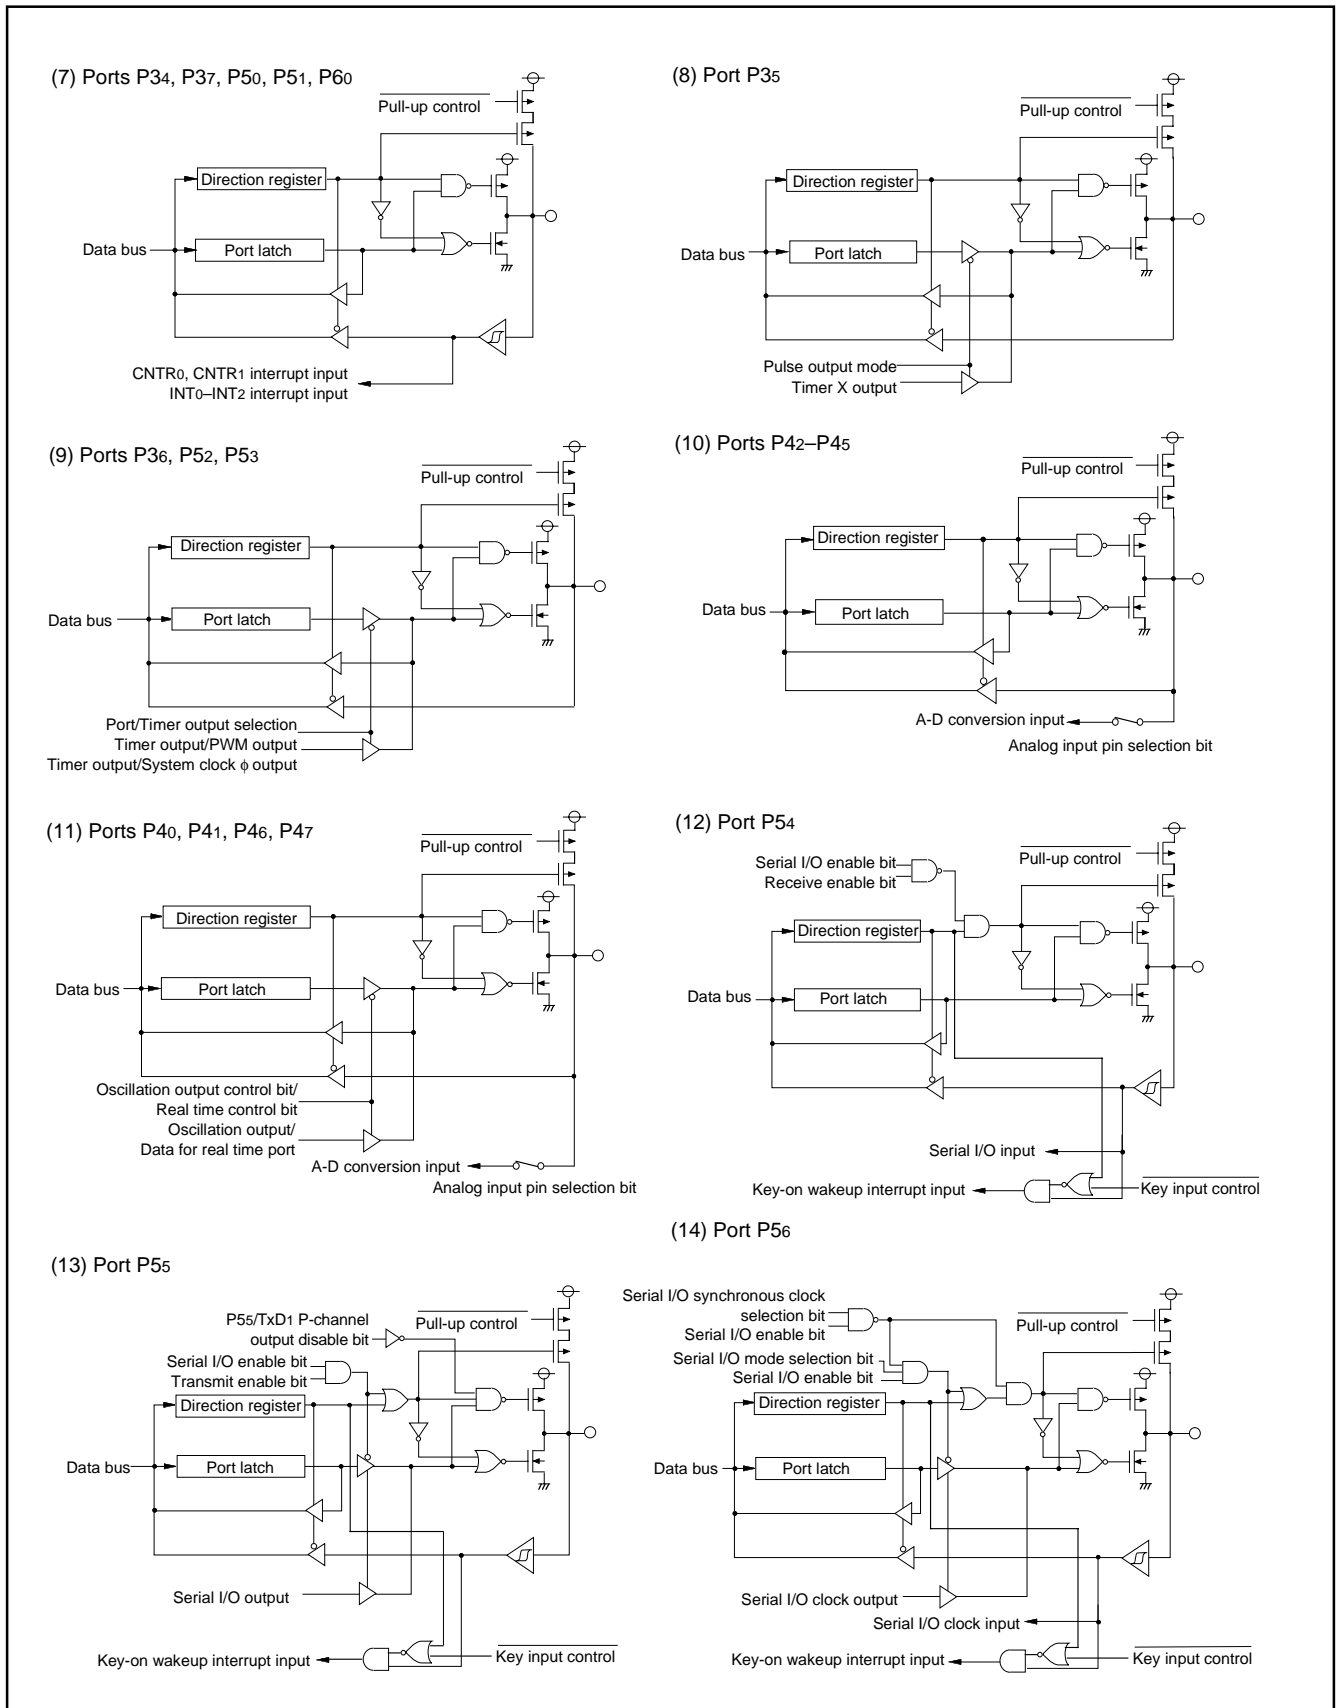 (7) Ports P34, P37, P50, P51, P60
Pull-up control
Direction register
Data bus
Port latch
CNTR0, CNTR1 interrupt input
INT0–INT2 interrupt input
(8) Port P35
Pull-up control
Direction register
Data bus
Port latch
Pulse output mode
Timer X output
(9) Ports P36, P52, P53
Pull-up control
Direction register
Data bus
Port latch
Port/Timer output selection
Timer output/PWM output
Timer output/System clock ϕ output
(10) Ports P42–P45
Pull-up control
Direction register
Data bus
Port latch
A-D conversion input
Analog input pin selection bit
(11) Ports P40, P41, P46, P47
Pull-up control
Direction register
Data bus
Port latch
Oscillation output control bit/
Real time control bit
Oscillation output/
Data for real time port
A-D conversion input
Analog input pin selection bit
(12) Port P54
Pull-up control
Serial I/O enable bit
Receive enable bit
Direction register
Data bus
Port latch
Serial I/O input
Key-on wakeup interrupt input
Key input control
(13) Port P55
P55/TxD1 P-channel
output disable bit
Pull-up control
Serial I/O enable bit
Transmit enable bit
Direction register
Data bus
Port latch
Serial I/O output
Key-on wakeup interrupt input
Key input control
(14) Port P56
Serial I/O synchronous clock
selection bit
Serial I/O enable bit
Pull-up control
Serial I/O mode selection bit
Serial I/O enable bit
Direction register
Data bus
Port latch
Serial I/O clock output
Serial I/O clock input
Key-on wakeup interrupt input
Key input control